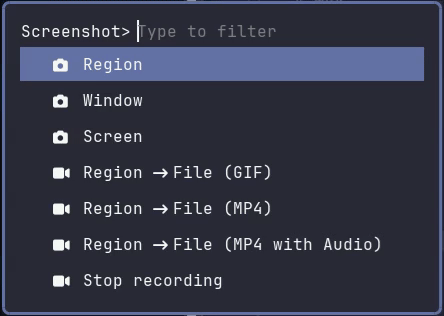 Screenshot> Type to filter
Region
Window
Screen
Region → File (GIF)
Region → File (MP4)
Region → File (MP4 with Audio)
Stop recording